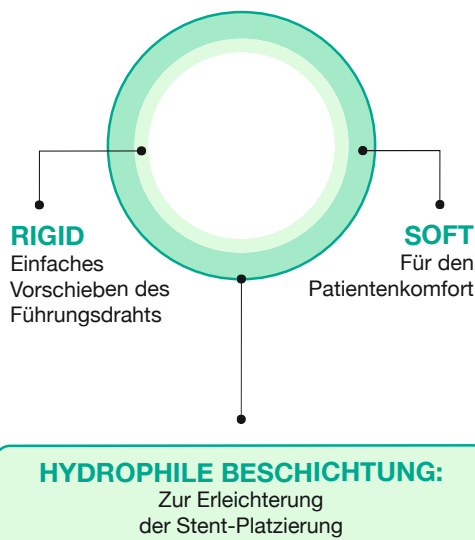 RIGID
Einfaches
Vorschieben des
Führungsdrahts
SOFT
Für den
Patientenkomfort
HYDROPHILE BESCHICHTUNG:
Zur Erleichterung
der Stent-Platzierung